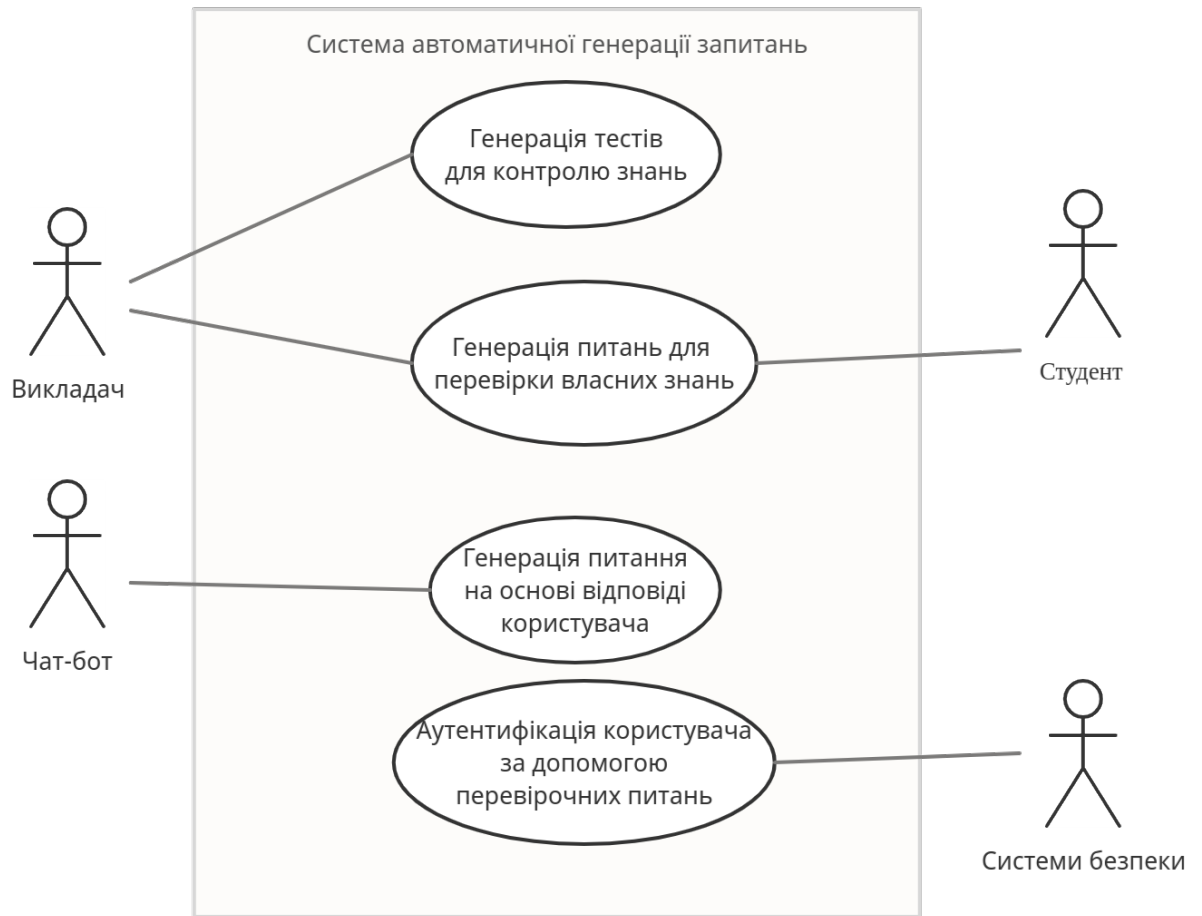 Система автоматичної генерації запитань
Генерація тестів
для контролю знань
Генерація питань для
перевірки власних знань
Викладач
Студент
Генерація питання
на основі відповіді
користувача
Чат-бот
Аутентифікація користувача
за допомогою
перевірочних питань
Системи безпеки